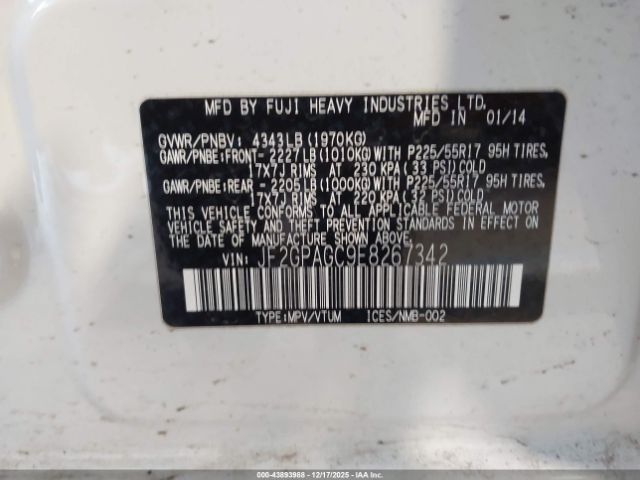 MFD BY FUJI HEAVY INDUSTRIES LTD.
MFD IN 01/14
GVWR/PNBV: 4343LB(1970KG)
GAWR/PNBE:FRONT- 2227LB(1010KG)WITH P225/55R17 95H TIRES,
17X7J RIMS AT 230 KPA(33 PSI)COLD
GAWR/PNBE:REAR - 2205LB(1000KG)WITH P225/55R17 95H TIRES,
17X7J RIMS AT 220 KPA(32 PSI)COLD
THIS VEHICLE CONFORMS TO ALL APPLICABLE FEDERAL MOTOR
VEHICLE SAFETY AND THEFT PREVENTION STANDARDS IN EFFECT ON
THE DATE OF MANUFACTURE SHOWN ABOVE.
VIN: JF2GPAGC9E8267342
TYPE:MPV/VTUM ICES/NMB-002
000-43893988 - 12/17/2025 - IAA Inc.